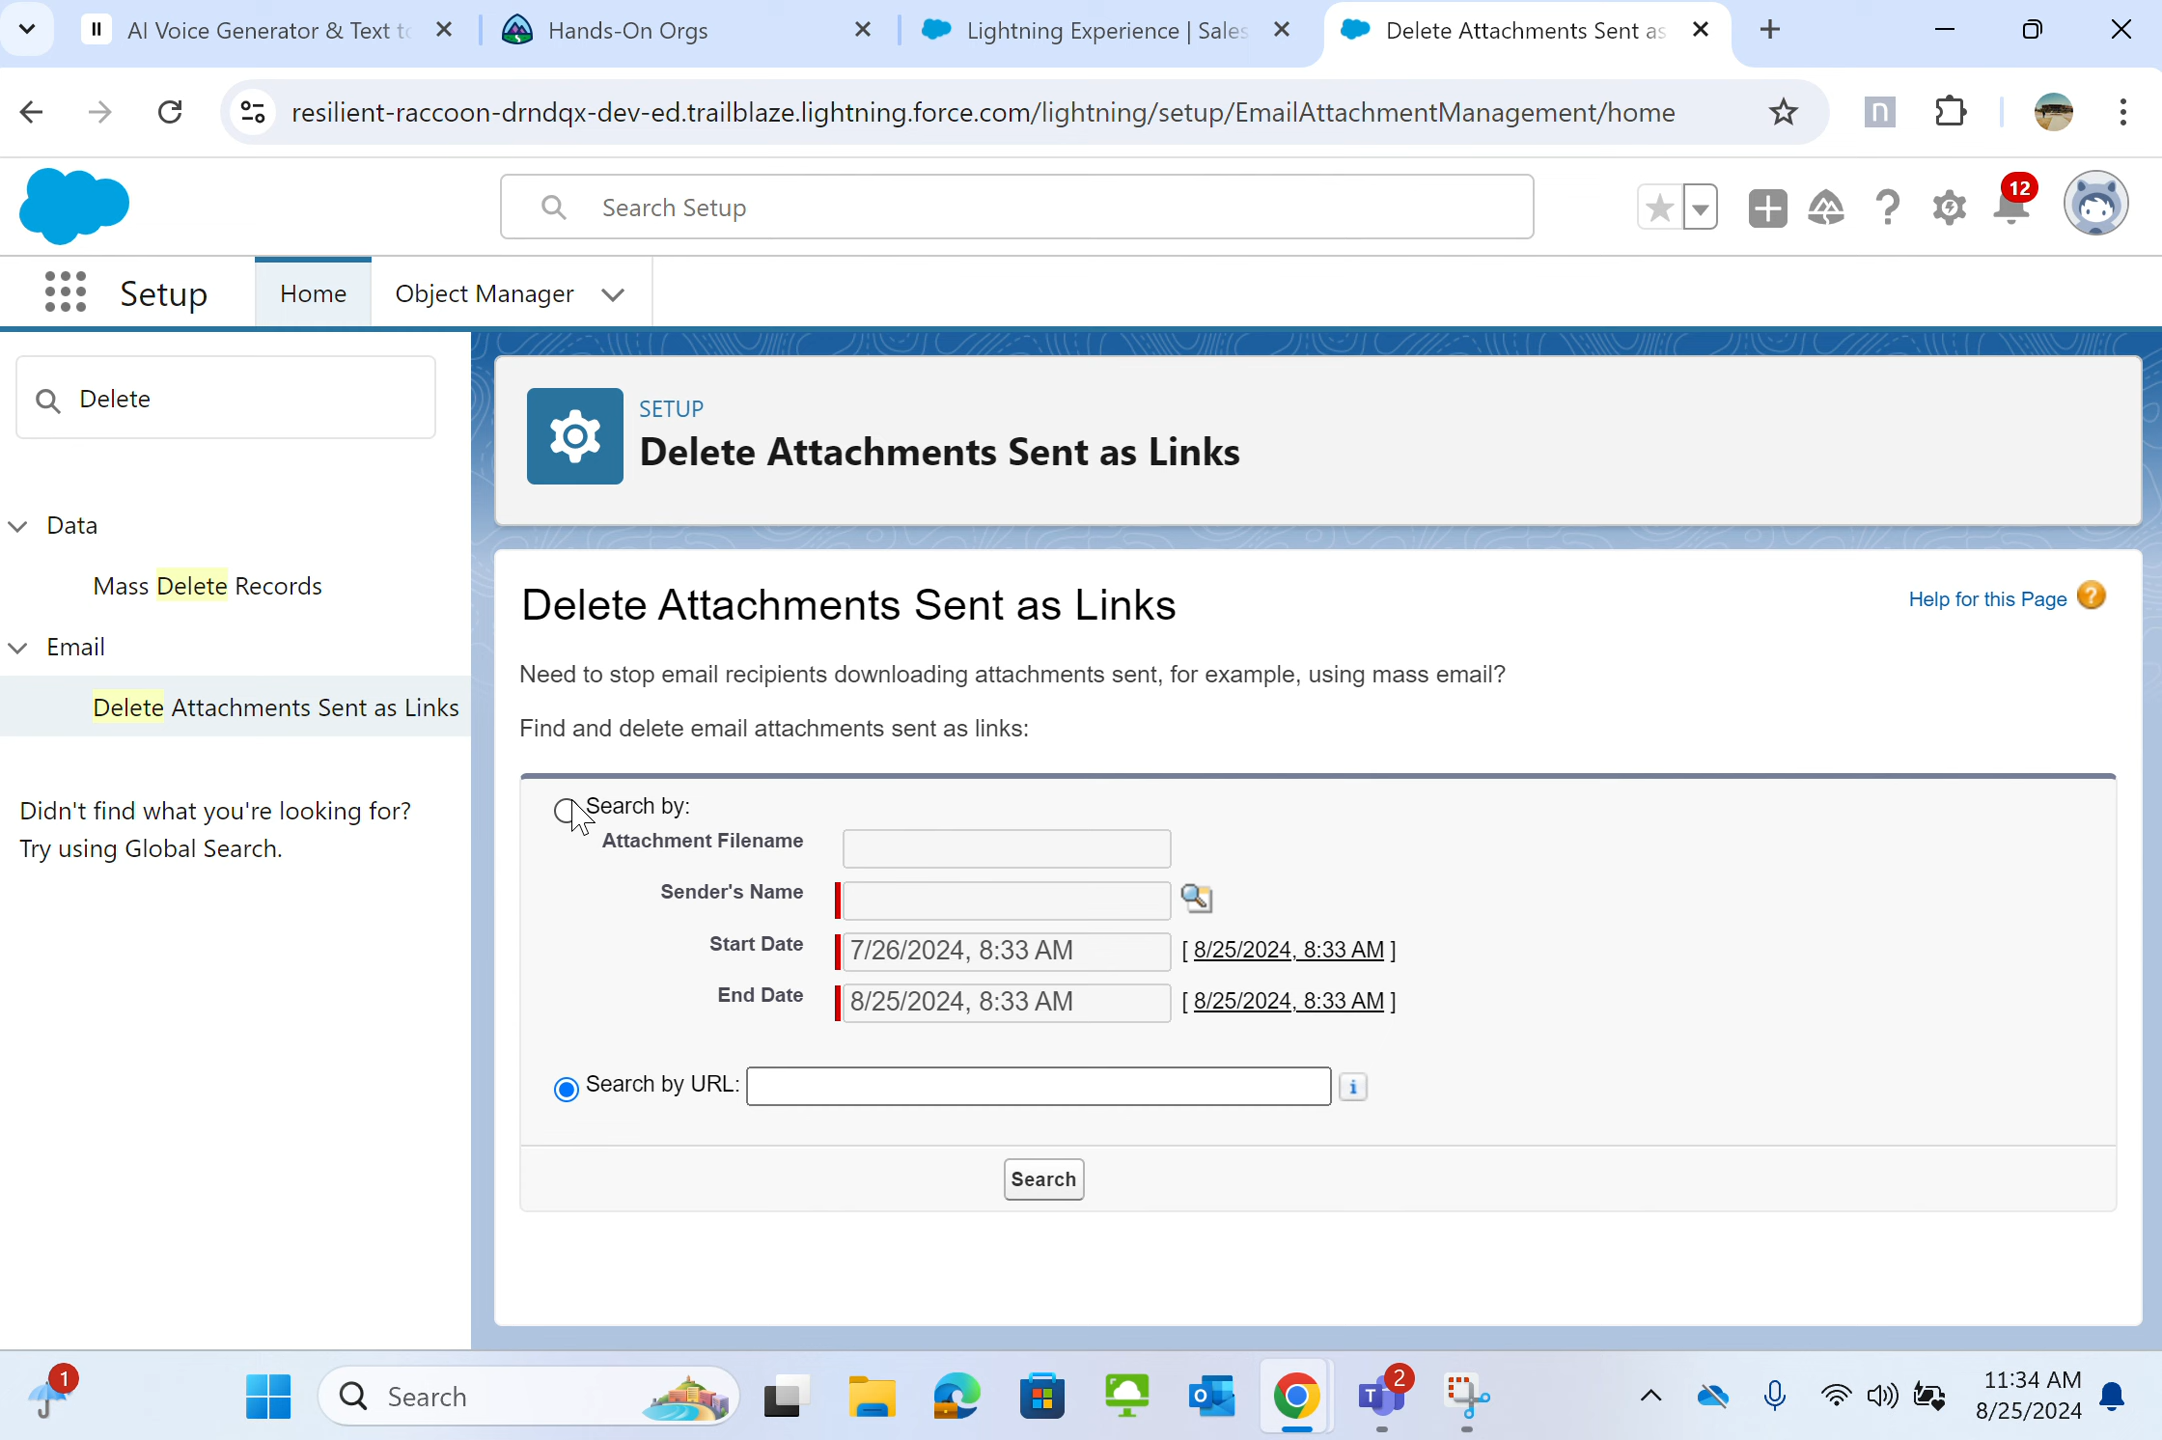 AI Voice Generator & Text to
Hands-On Orgs
Lightning Experience | Sales
Delete Attachments Sent as
resilient-raccoon-drndqx-dev-ed.trailblaze.lightning.force.com/lightning/setup/EmailAttachmentManagement/home
n
Search Setup
12
Setup
Home
Object Manager
Delete
Data
Mass Delete Records
Email
Delete Attachments Sent as Links
Didn't find what you're looking for?
Try using Global Search.
SETUP
Delete Attachments Sent as Links
Delete Attachments Sent as Links
Help for this Page ?
Need to stop email recipients downloading attachments sent, for example, using mass email?
Find and delete email attachments sent as links:
Search by:
Attachment Filename
Sender's Name
Start Date 7/26/2024, 8:33 AM [ 8/25/2024, 8:33 AM ]
End Date 8/25/2024, 8:33 AM [ 8/25/2024, 8:33 AM ]
Search by URL: i
Search
1
Search
2
11:34 AM
8/25/2024